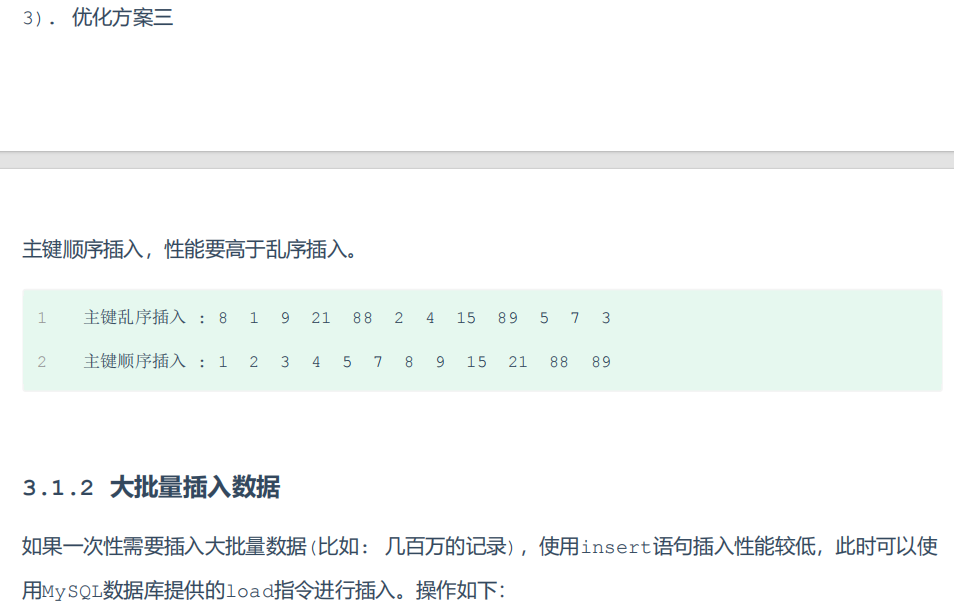 3). 优化方案三
主键顺序插入，性能要高于乱序插入。
1 主键乱序插入 : 8 1 9 21 88 2 4 15 89 5 7 3
2 主键顺序插入 : 1 2 3 4 5 7 8 9 15 21 88 89
3.1.2 大批量插入数据
如果一次性需要插入大批量数据(比如: 几百万的记录)，使用insert语句插入性能较低，此时可以使
用MySQL数据库提供的load指令进行插入。操作如下：